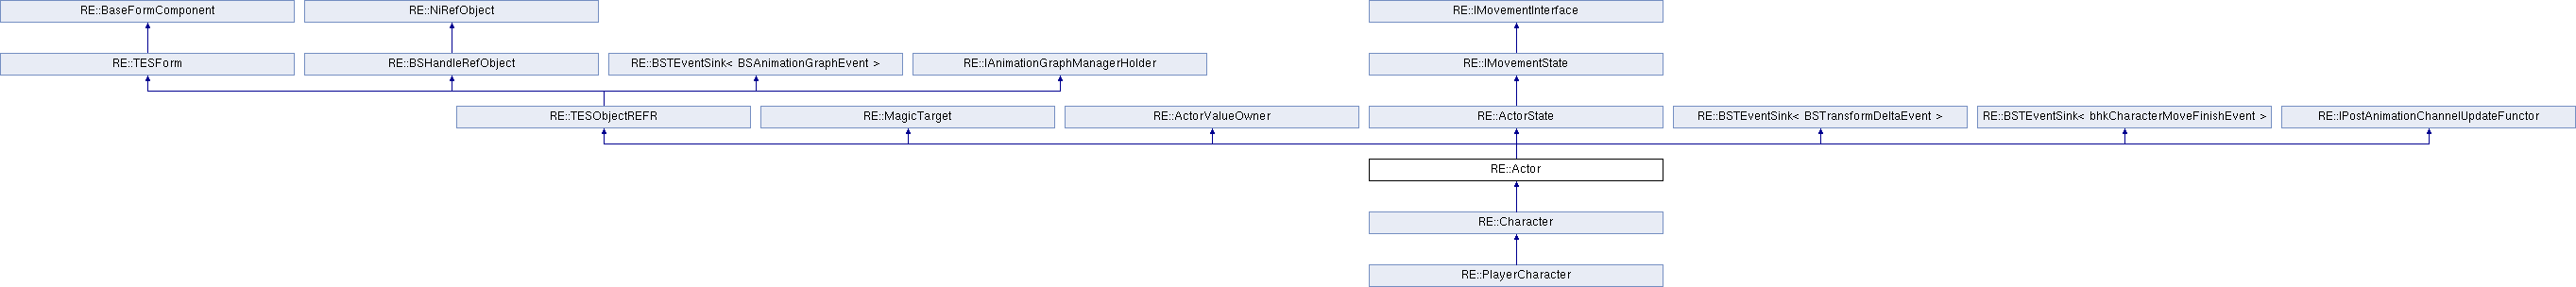 RE::BaseFormComponent
RE::NiRefObject
RE::IMovementInterface
RE::TESForm
RE::BSHandleRefObject
RE::BSTEventSink< BSAnimationGraphEvent >
RE::IAnimationGraphManagerHolder
RE::IMovementState
RE::TESObjectREFR
RE::MagicTarget
RE::ActorValueOwner
RE::ActorState
RE::BSTEventSink< BSTransformDeltaEvent >
RE::BSTEventSink< bhkCharacterMoveFinishEvent >
RE::IPostAnimationChannelUpdateFunctor
RE::Actor
RE::Character
RE::PlayerCharacter